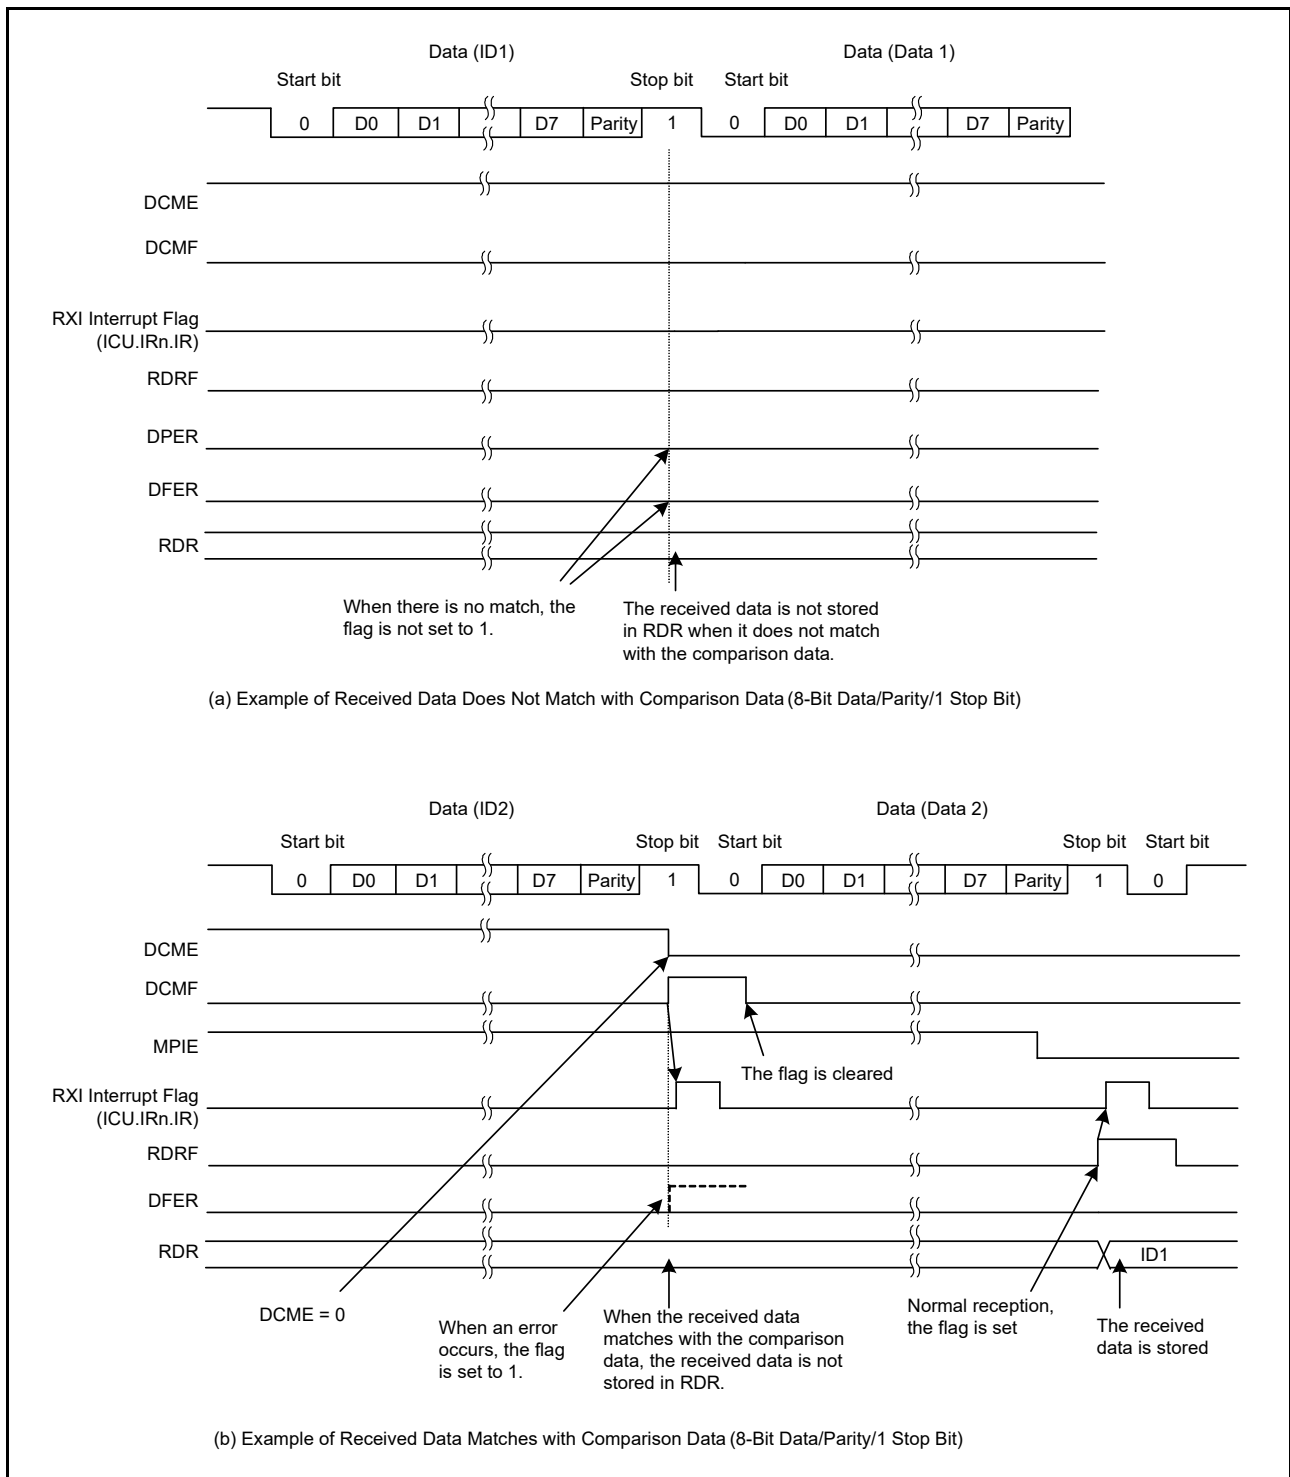 Data (ID1) Data (Data 1)
Start bit Stop bit Start bit
0 D0 D1 D7 Parity 1 0 D0 D1 D7 Parity
DCME
DCMF
RXI Interrupt Flag
(ICU.IRn.IR)
RDRF
DPER
DFER
RDR
When there is no match, the
flag is not set to 1.
The received data is not stored
in RDR when it does not match
with the comparison data.
(a) Example of Received Data Does Not Match with Comparison Data (8-Bit Data/Parity/1 Stop Bit)
Data (ID2) Data (Data 2)
Start bit Stop bit Start bit Stop bit Start bit
0 D0 D1 D7 Parity 1 0 D0 D1 D7 Parity 1 0
DCME
DCMF
MPIE
The flag is cleared
RXI Interrupt Flag
(ICU.IRn.IR)
RDRF
DFER
RDR
ID1
DCME = 0
When an error
occurs, the flag
is set to 1.
When the received data
matches with the comparison
data, the received data is not
stored in RDR.
Normal reception,
the flag is set
The received
data is stored
(b) Example of Received Data Matches with Comparison Data (8-Bit Data/Parity/1 Stop Bit)